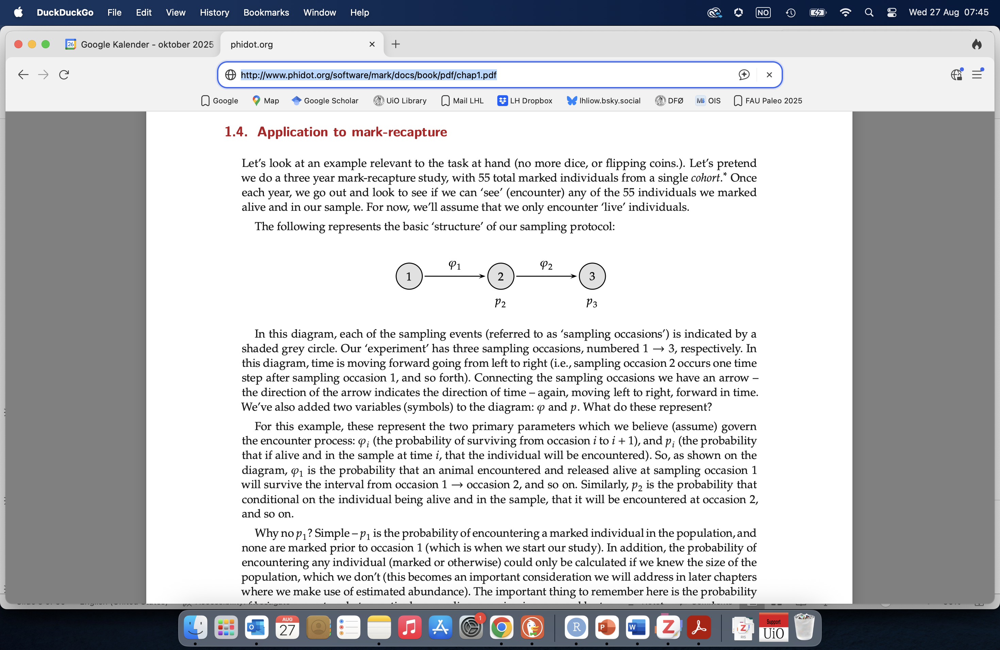 DuckDuckGo File Edit View History Bookmarks Window Help NO Wed 27 Aug 07:45
26 Google Kalender - oktober 2025 phidot.org
http://www.phidot.org/software/mark/docs/book/pdf/chap1.pdf
Google Map Google Scholar UiO Library Mail LHL LH Dropbox lhliow.bsky.social DFØ MB OIS FAU Paleo 2025
1.4. Application to mark-recapture
Let’s look at an example relevant to the task at hand (no more dice, or flipping coins.). Let’s pretend
we do a three year mark-recapture study, with 55 total marked individuals from a single cohort.* Once
each year, we go out and look to see if we can ‘see’ (encounter) any of the 55 individuals we marked
alive and in our sample. For now, we’ll assume that we only encounter ‘live’ individuals.
The following represents the basic ‘structure’ of our sampling protocol:
φ1 φ2
1 2 3
p2 p3
In this diagram, each of the sampling events (referred to as ‘sampling occasions’) is indicated by a
shaded grey circle. Our ‘experiment’ has three sampling occasions, numbered 1 → 3, respectively. In
this diagram, time is moving forward going from left to right (i.e., sampling occasion 2 occurs one time
step after sampling occasion 1, and so forth). Connecting the sampling occasions we have an arrow –
the direction of the arrow indicates the direction of time – again, moving left to right, forward in time.
We’ve also added two variables (symbols) to the diagram: φ and p. What do these represent?
For this example, these represent the two primary parameters which we believe (assume) govern
the encounter process: φi (the probability of surviving from occasion i to i + 1), and pi (the probability
that if alive and in the sample at time i, that the individual will be encountered). So, as shown on the
diagram, φ1 is the probability that an animal encountered and released alive at sampling occasion 1
will survive the interval from occasion 1 → occasion 2, and so on. Similarly, p2 is the probability that
conditional on the individual being alive and in the sample, that it will be encountered at occasion 2,
and so on.
Why no p1? Simple – p1 is the probability of encountering a marked individual in the population, and
none are marked prior to occasion 1 (which is when we start our study). In addition, the probability of
encountering any individual (marked or otherwise) could only be calculated if we knew the size of the
population, which we don’t (this becomes an important consideration we will address in later chapters
where we make use of estimated abundance). The important thing to remember here is the probability
AUG 1
27 O R P W Z RIS Support
UiO